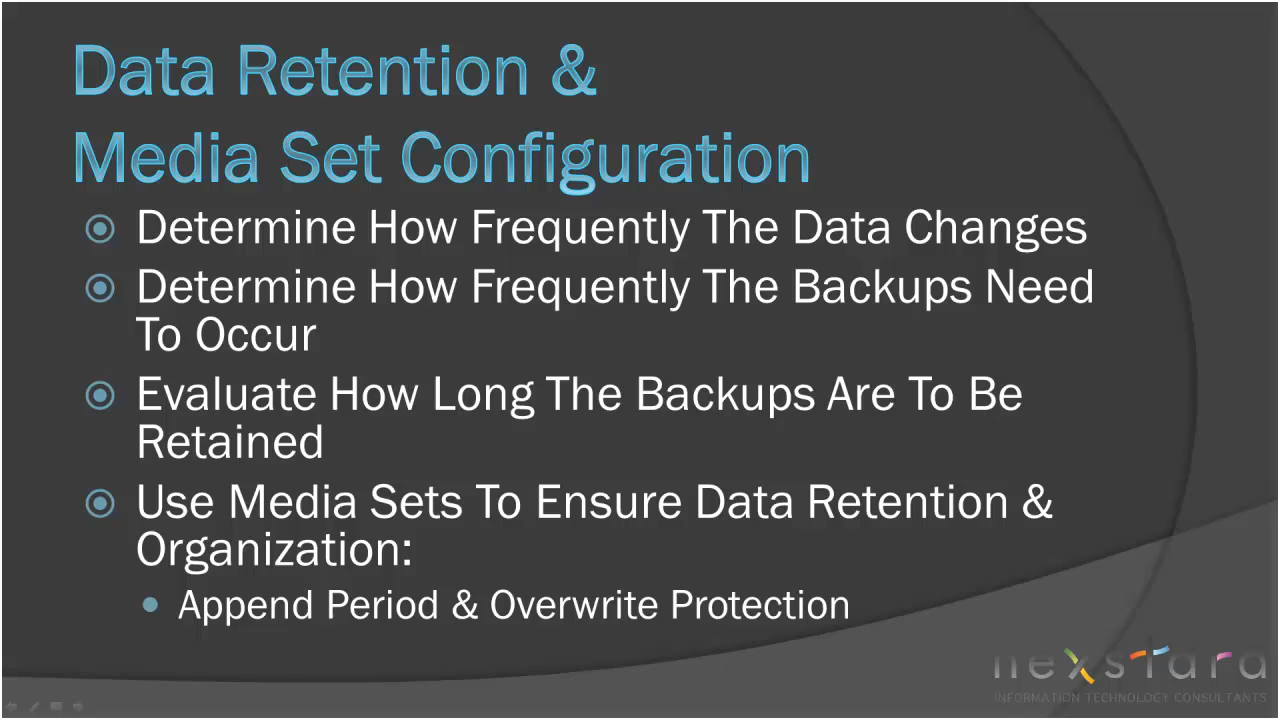 Data Retention &
Media Set Configuration
Determine How Frequently The Data Changes
Determine How Frequently The Backups Need
To Occur
Evaluate How Long The Backups Are To Be
Retained
Use Media Sets To Ensure Data Retention &
Organization:
Append Period & Overwrite Protection
nexstara
INFORMATION TECHNOLOGY CONSULTANTS